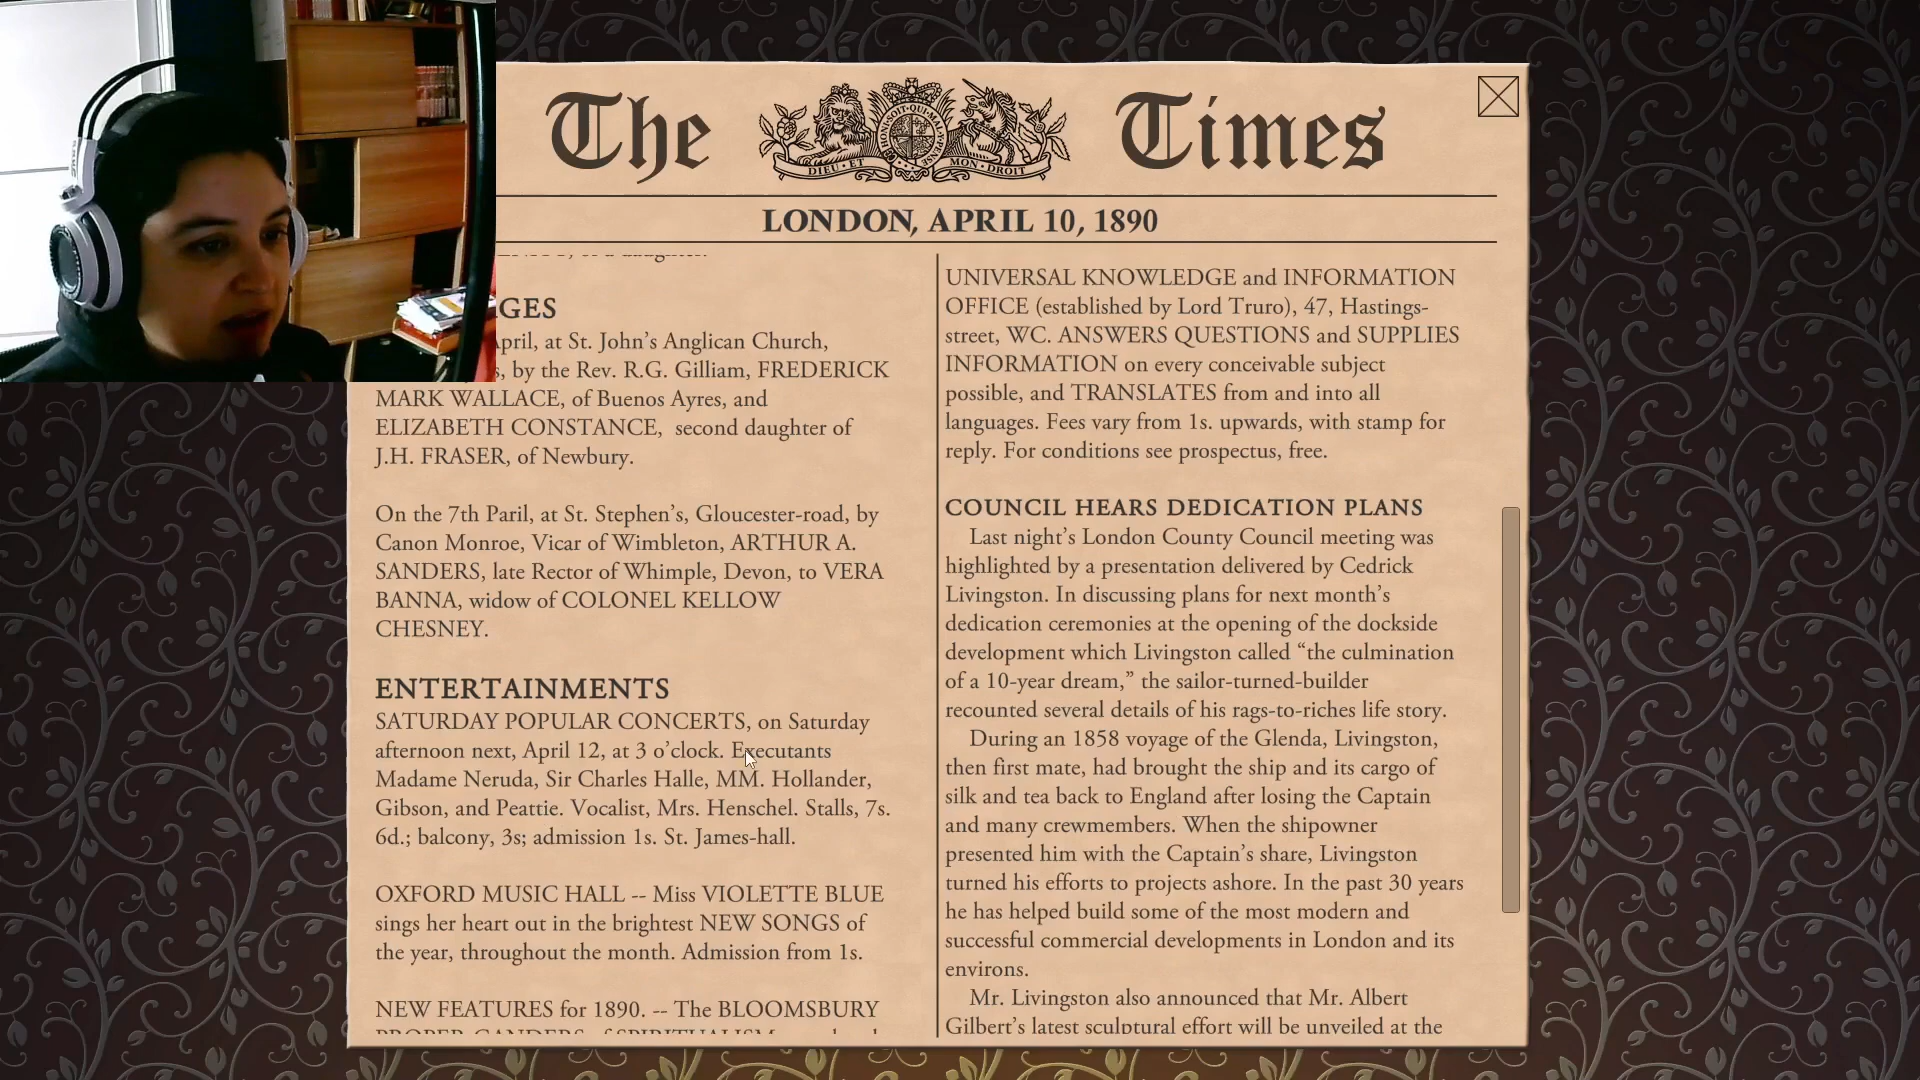 The Times
DIEU · ET MON · DROIT
LONDON, APRIL 10, 1890
of a daughter.
GES
April, at St. John's Anglican Church,
by the Rev. R.G. Gilliam, FREDERICK
MARK WALLACE, of Buenos Ayres, and
ELIZABETH CONSTANCE, second daughter of
J.H. FRASER, of Newbury.
On the 7th Paril, at St. Stephen's, Gloucester-road, by
Canon Monroe, Vicar of Wimbleton, ARTHUR A.
SANDERS, late Rector of Whimple, Devon, to VERA
BANNA, widow of COLONEL KELLOW
CHESNEY.
ENTERTAINMENTS
SATURDAY POPULAR CONCERTS, on Saturday
afternoon next, April 12, at 3 o'clock. Executants
Madame Neruda, Sir Charles Halle, MM. Hollander,
Gibson, and Peattie. Vocalist, Mrs. Henschel. Stalls, 7s.
6d.; balcony, 3s; admission 1s. St. James-hall.
OXFORD MUSIC HALL -- Miss VIOLETTE BLUE
sings her heart out in the brightest NEW SONGS of
the year, throughout the month. Admission from 1s.
NEW FEATURES for 1890. -- The BLOOMSBURY
UNIVERSAL KNOWLEDGE and INFORMATION
OFFICE (established by Lord Truro), 47, Hastings-
street, WC. ANSWERS QUESTIONS and SUPPLIES
INFORMATION on every conceivable subject
possible, and TRANSLATES from and into all
languages. Fees vary from 1s. upwards, with stamp for
reply. For conditions see prospectus, free.
COUNCIL HEARS DEDICATION PLANS
Last night's London County Council meeting was
highlighted by a presentation delivered by Cedrick
Livingston. In discussing plans for next month's
dedication ceremonies at the opening of the dockside
development which Livingston called “the culmination
of a 10-year dream,” the sailor-turned-builder
recounted several details of his rags-to-riches life story.
During an 1858 voyage of the Glenda, Livingston,
then first mate, had brought the ship and its cargo of
silk and tea back to England after losing the Captain
and many crewmembers. When the shipowner
presented him with the Captain's share, Livingston
turned his efforts to projects ashore. In the past 30 years
he has helped build some of the most modern and
successful commercial developments in London and its
environs.
Mr. Livingston also announced that Mr. Albert
Gilbert's latest sculptural effort will be unveiled at the